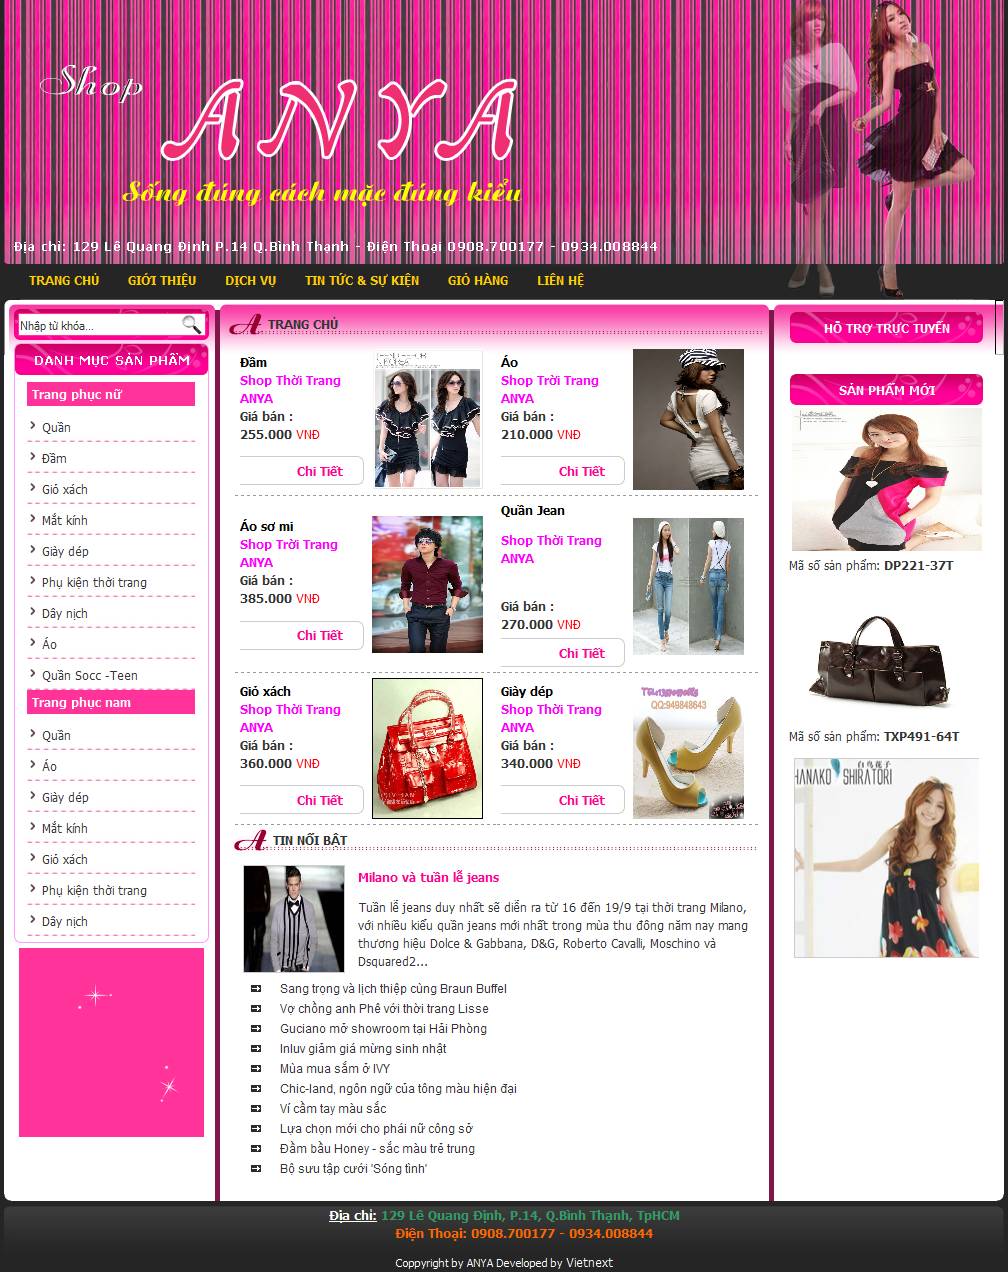 Shop
ANYA
Sống đúng cách mặc đúng kiểu
Địa chỉ: 129 Lê Quang Định P.14 Q.Bình Thạnh - Điện Thoại 0908.700177 - 0934.008844
TRANG CHỦ
GIỚI THIỆU
DỊCH VỤ
TIN TỨC & SỰ KIỆN
GIỎ HÀNG
LIÊN HỆ
Nhập từ khóa...
DANH MỤC SẢN PHẨM
Trang phục nữ
Quần
Đầm
Giỏ xách
Mắt kính
Giày dép
Phụ kiện thời trang
Dây nịch
Áo
Quần Socc -Teen
Trang phục nam
Quần
Áo
Giày dép
Mắt kính
Giỏ xách
Phụ kiện thời trang
Dây nịch
A TRANG CHỦ
Đầm
Shop Thời Trang
ANYA
Giá bán :
255.000 VNĐ
Chi Tiết
Áo
Shop Trời Trang
ANYA
Giá bán :
210.000 VNĐ
Chi Tiết
Áo sơ mi
Shop Trời Trang
ANYA
Giá bán :
385.000 VNĐ
Chi Tiết
Quần Jean
Shop Thời Trang
ANYA
Giá bán :
270.000 VNĐ
Chi Tiết
Giỏ xách
Shop Thời Trang
ANYA
Giá bán :
360.000 VNĐ
Chi Tiết
Giày dép
Shop Thời Trang
ANYA
Giá bán :
340.000 VNĐ
Chi Tiết
QQ:949848643
A TIN NỔI BẬT
Milano và tuần lễ jeans
Tuần lễ jeans duy nhất sẽ diễn ra từ 16 đến 19/9 tại thời trang Milano,
với nhiều kiểu quần jeans mới nhất trong mùa thu đông năm nay mang
thương hiệu Dolce & Gabbana, D&G, Roberto Cavalli, Moschino và
Dsquared2...
Sang trọng và lịch thiệp cùng Braun Buffel
Vợ chồng anh Phê với thời trang Lisse
Guciano mở showroom tại Hải Phòng
Inluv giảm giá mừng sinh nhật
Mùa mua sắm ở IVY
Chic-land, ngôn ngữ của tông màu hiện đại
Ví cầm tay màu sắc
Lựa chọn mới cho phái nữ công sở
Đầm bầu Honey - sắc màu trẻ trung
Bộ sưu tập cưới 'Sóng tình'
HỖ TRỢ TRỰC TUYẾN
SẢN PHẨM MỚI
Mã số sản phẩm: DP221-37T
Mã số sản phẩm: TXP491-64T
白鸟花子
HANAKO SHIRATORI
Địa chỉ: 129 Lê Quang Định, P.14, Q.Bình Thạnh, TpHCM
Điện Thoại: 0908.700177 - 0934.008844
Coppyright by ANYA Developed by Vietnext